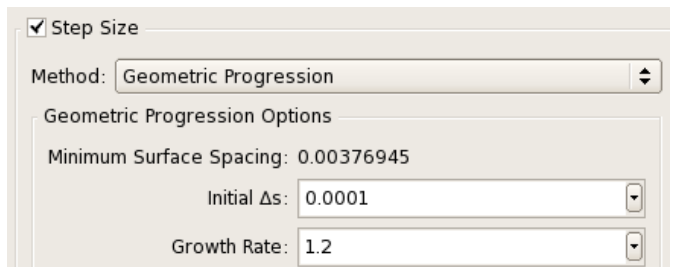 Step Size
Method: Geometric Progression
Geometric Progression Options
Minimum Surface Spacing: 0.00376945
Initial Δs: 0.0001
Growth Rate: 1.2